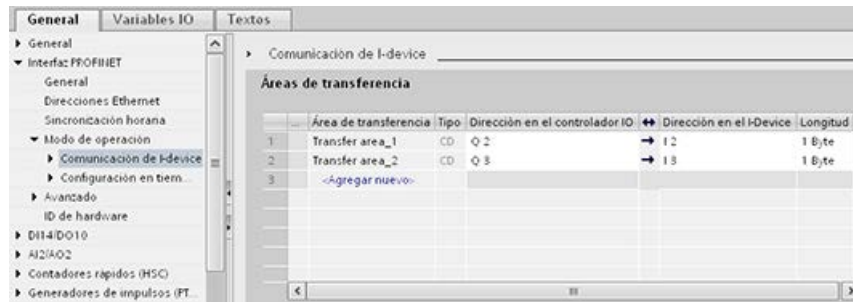 General Variables IO Textos
General
Interfaz PROFINET
General
Direcciones Ethernet
Sincronización horaria
Modo de operación
Comunicación de I-device
Configuración en tiem...
Avanzado
ID de hardware
DI14/DO10
AI2/AO2
Contadores rápidos (HSC)
Generadores de impulsos (PT...
Comunicación de I-device
Áreas de transferencia
... Área de transferencia Tipo Dirección en el controlador IO ↔ Dirección en el I-Device Longitud
1 Transfer area_1 CD Q 2 → I 2 1 Byte
2 Transfer area_2 CD Q 3 → I 3 1 Byte
3 <Agregar nuevo>